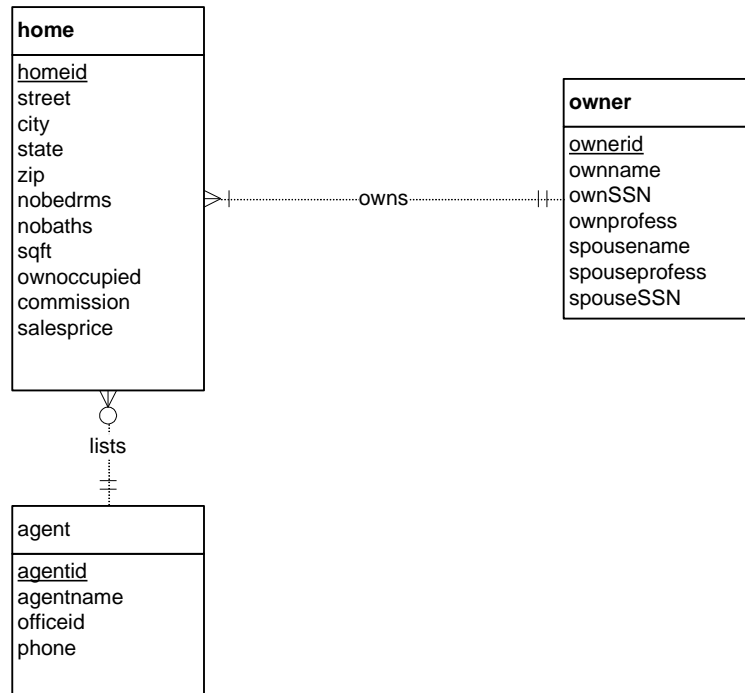 home
homeid
street
city
state
zip
nobedrms
nobaths
sqft
ownoccupied
commission
salesprice
owns
owner
ownerid
ownname
ownSSN
ownprofess
spousename
spouseprofess
spouseSSN
lists
agent
agentid
agentname
officeid
phone